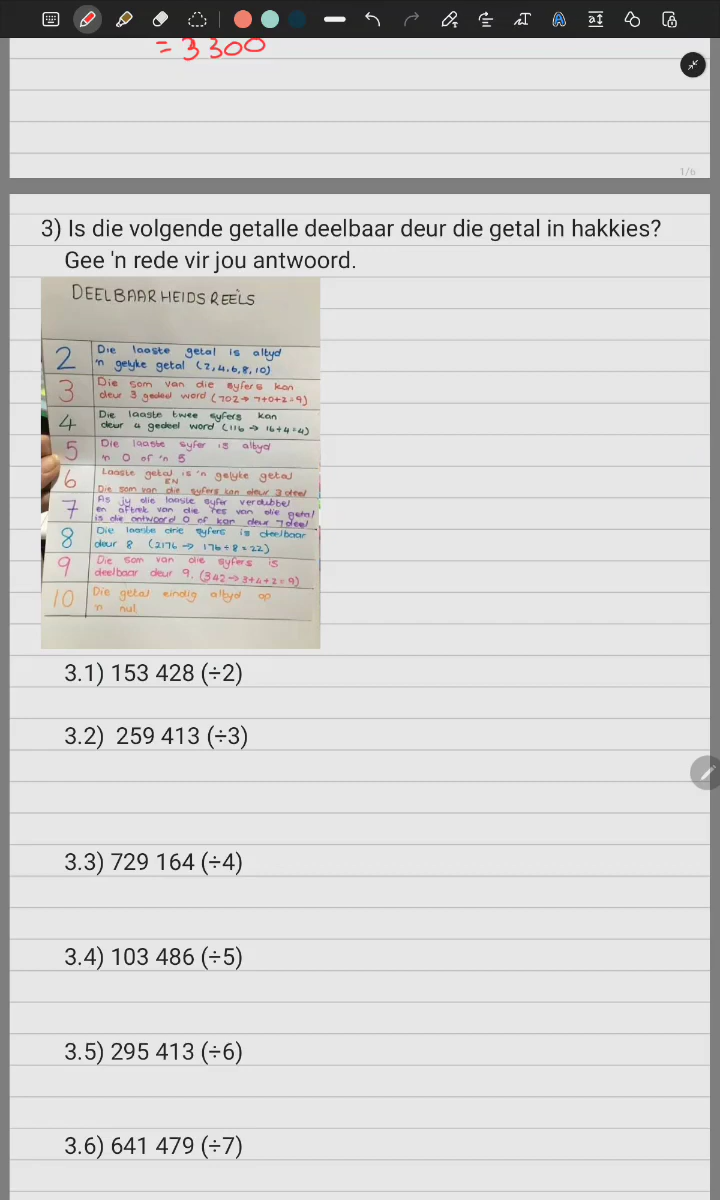 = 3 300
1/6
3) Is die volgende getalle deelbaar deur die getal in hakkies?
Gee 'n rede vir jou antwoord.
DEELBAARHEIDSREËLS
2 Die laaste getal is altyd
'n gelyke getal (2,4,6,8,10)
3 Die som van die syfers kan
deur 3 gedeel word (702→7+0+2=9)
4 Die laaste twee syfers kan
deur 4 gedeel word (116→16÷4=4)
5 Die laaste syfer is altyd
'n 0 of 'n 5
6 Laaste getal is 'n gelyke getal
EN
Die som van die syfers kan deur 3 deel
7 As jy die laaste syfer verdubbel
en aftrek van die res van die getal
is die antwoord 0 of kan deur 7 deel
8 Die laaste drie syfers is deelbaar
deur 8 (2176→176÷8=22)
9 Die som van die syfers is
deelbaar deur 9. (342→3+4+2=9)
10 Die getal eindig altyd op
'n nul.
3.1) 153 428 (÷2)
3.2) 259 413 (÷3)
3.3) 729 164 (÷4)
3.4) 103 486 (÷5)
3.5) 295 413 (÷6)
3.6) 641 479 (÷7)